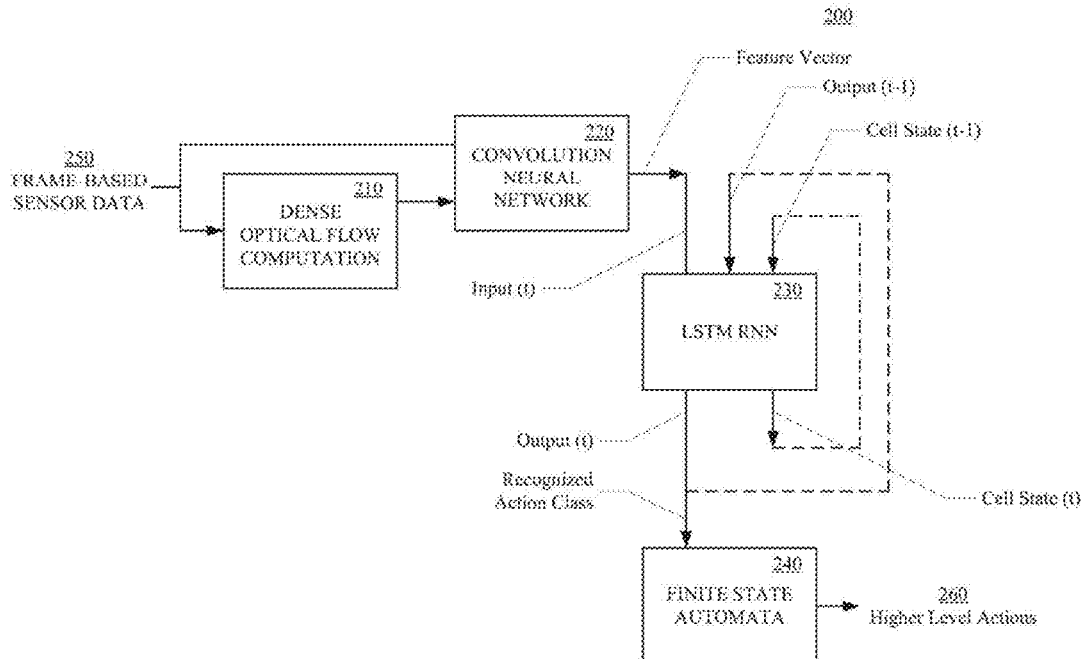 200
Feature Vector
Output (t-1)
Cell State (t-1)
250
FRAME-BASED
SENSOR DATA
210
DENSE
OPTICAL FLOW
COMPUTATION
220
CONVOLUTION
NEURAL
NETWORK
Input (t)
230
LSTM RNN
Output (t)
Recognized
Action Class
Cell State (t)
240
FINITE STATE
AUTOMATA
260
Higher Level Actions